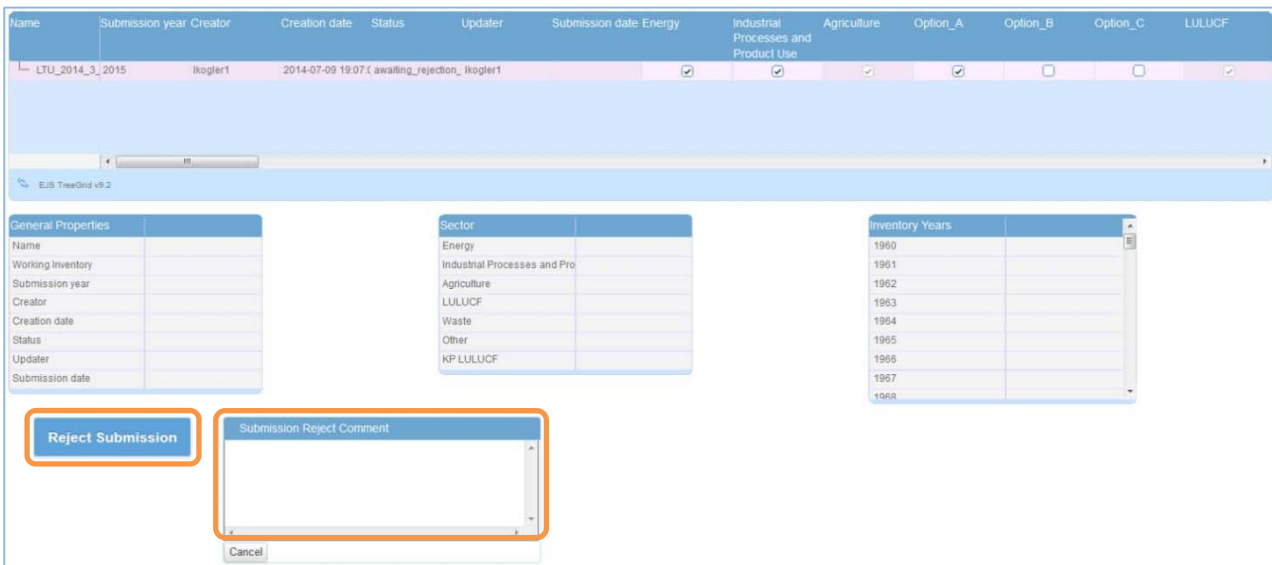 Name Submission year Creator Creation date Status Updater Submission date Energy Industrial Agriculture Option_A Option_B Option_C LULUCF
Processes and
Product Use
LTU_2014_3_ 2015 lkogler1 2014-07-09 19:07:( awaiting_rejection_ lkogler1
EJS TreeGrid v9.2
General Properties Sector Inventory Years
Name Energy 1960
Working Inventory Industrial Processes and Pro 1961
Submission year Agriculture 1962
Creator LULUCF 1963
Creation date Waste 1964
Status Other 1965
Updater KP LULUCF 1966
Submission date 1967
1968
Reject Submission Submission Reject Comment
Cancel